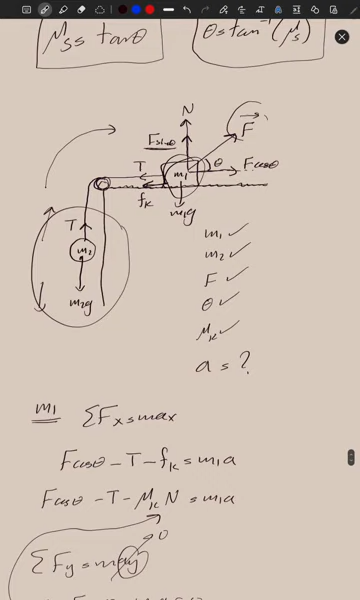 μs ≤ tanθ
θ ≤ tan⁻¹(μs)
N
F⃗
Fsinθ
T
θ
Fcosθ
m₁
fk
m₁g
T
m₂
m₂g
m₁ ✓
m₂ ✓
F ✓
θ ✓
μk ✓
a = ?
m₁ ΣFx = max
Fcosθ - T - fk = m₁a
Fcosθ - T - μkN = m₁a
0
ΣFy = may